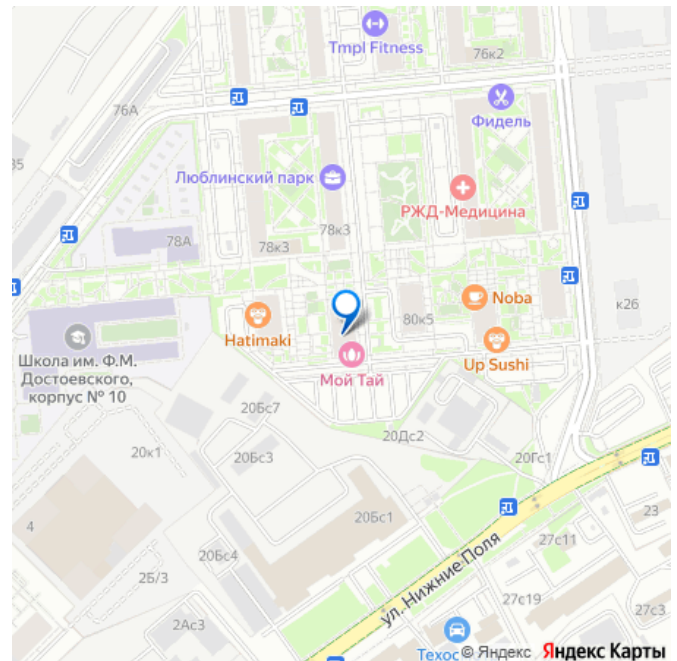 Tmpl Fitness
76к2
76А
Фидель
35
Люблинский парк
РЖД-Медицина
78к3
78А
78к3
Noba
к26
80к5
Hatimaki
Up Sushi
Мой Тай
Школа им. Ф.М.
Достоевского,
корпус № 10
20Бс7
20Дс2
20к1
20Бс3
20Гс1
4
20Бс1
23
ул. Нижние Поля
27с11
20Бс4
2Б/3
27с19
27с3
2Ас3
Техос
© Яндекс Яндекс Карты